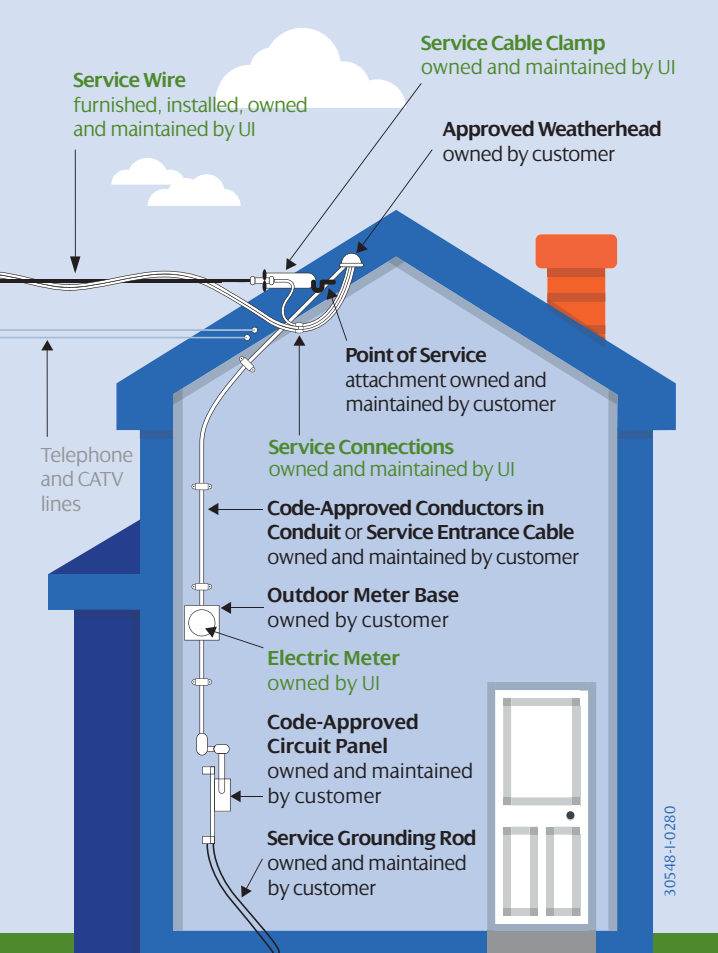 Service Cable Clamp
owned and maintained by UI
Service Wire
furnished, installed, owned
and maintained by UI
Approved Weatherhead
owned by customer
Point of Service
attachment owned and
maintained by customer
Telephone
and CATV
lines
Service Connections
owned and maintained by UI
Code-Approved Conductors in
Conduit or Service Entrance Cable
owned and maintained by customer
Outdoor Meter Base
owned by customer
Electric Meter
owned by UI
Code-Approved
Circuit Panel
owned and maintained
by customer
Service Grounding Rod
owned and maintained
by customer
30548-I-0280